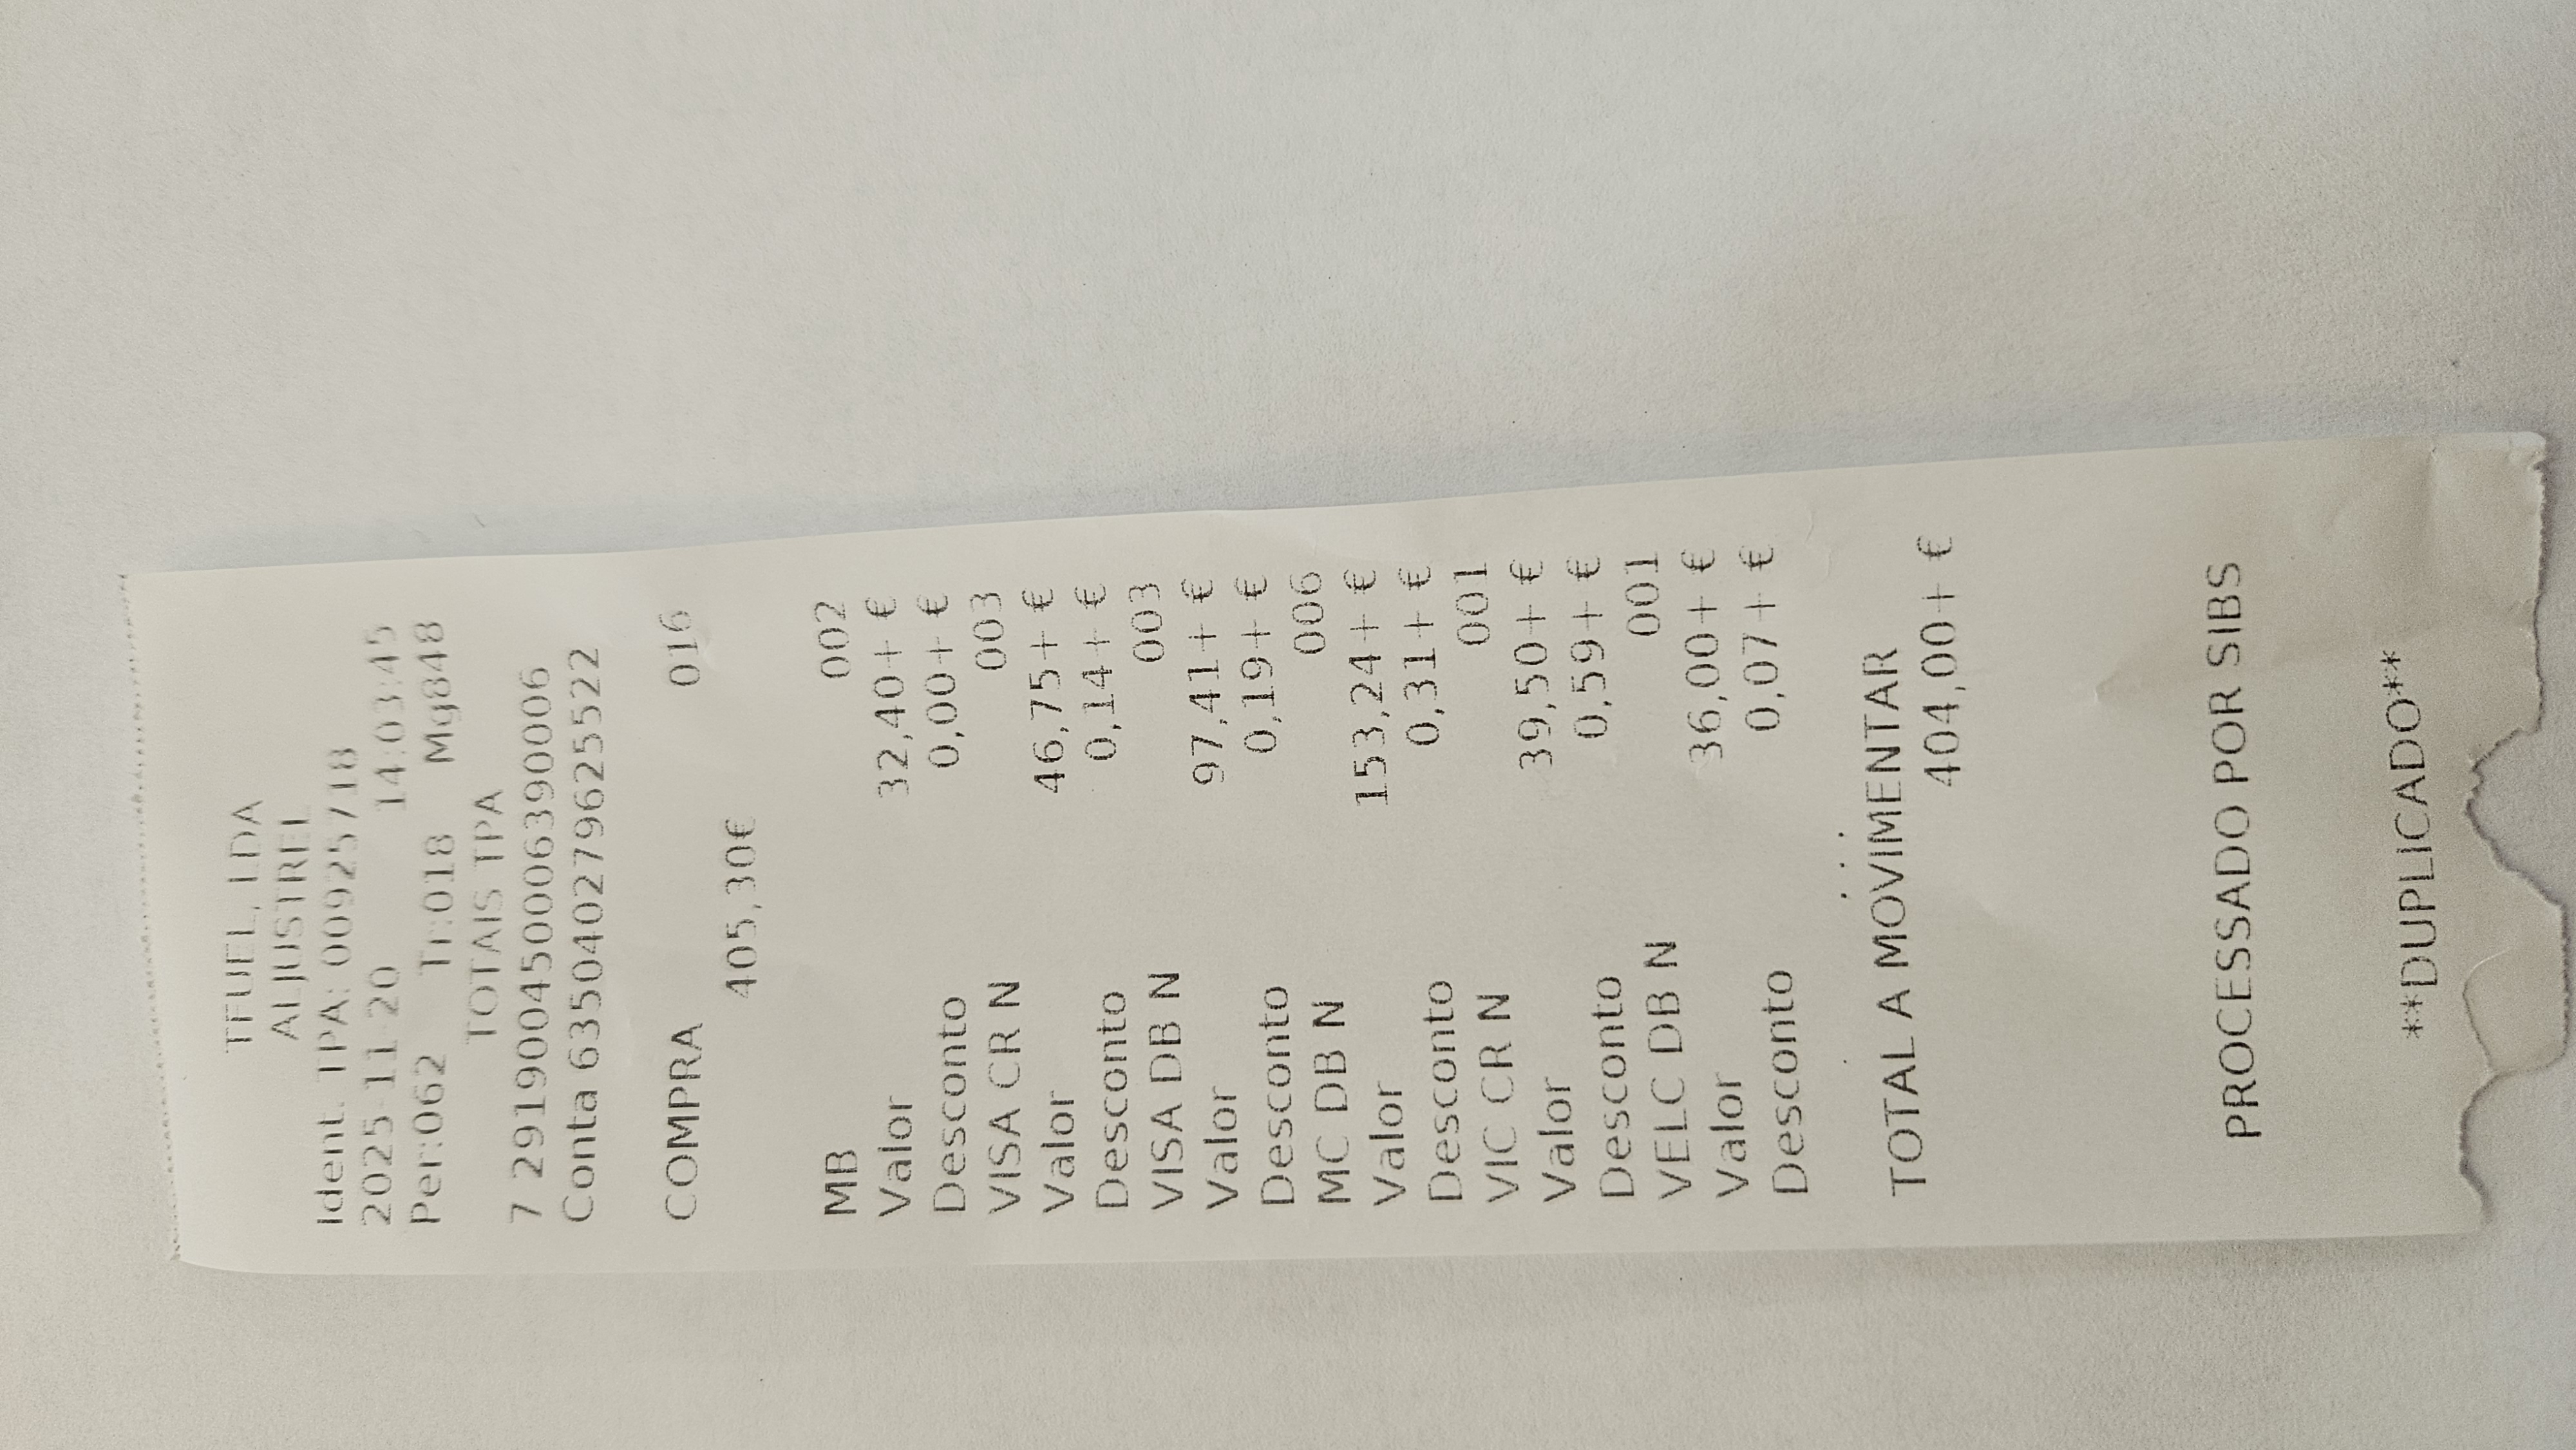 TFUEL, LDA
ALJUSTREL
Ident. TPA: 00925718
2025-11-20 14:03:45
Per:062 Tr:018 Mg848
TOTAIS TPA
7 2919004500063990006
Conta 6350402796255​22
COMPRA 016
405,30€
MB 002
Valor 32,40+€
Desconto 0,00+€
VISA CR N 003
Valor 46,75+€
Desconto 0,14+€
VISA DB N 003
Valor 97,41+€
Desconto 0,19+€
MC DB N 006
Valor 153,24+€
Desconto 0,31+€
VIC CR N 001
Valor 39,50+€
Desconto 0,59+€
VELC DB N 001
Valor 36,00+€
Desconto 0,07+€
TOTAL A MOVIMENTAR
404,00+€
PROCESSADO POR SIBS
**DUPLICADO**